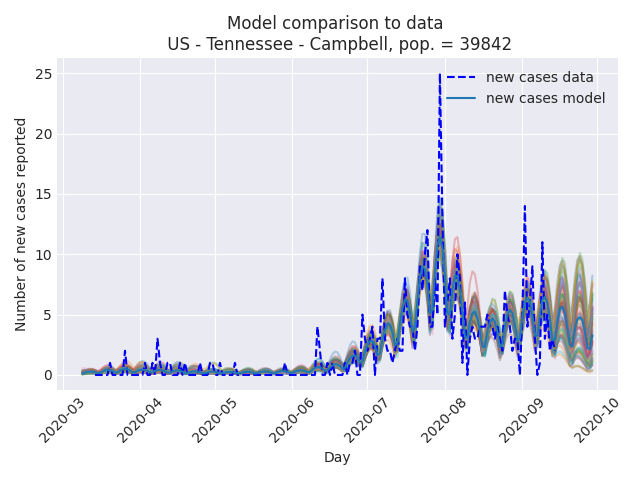 Model comparison to data
US - Tennessee - Campbell, pop. = 39842
Number of new cases reported
25
20
15
10
5
0
new cases data
new cases model
2020-03
2020-04
2020-05
2020-06
2020-07
2020-08
2020-09
2020-10
Day